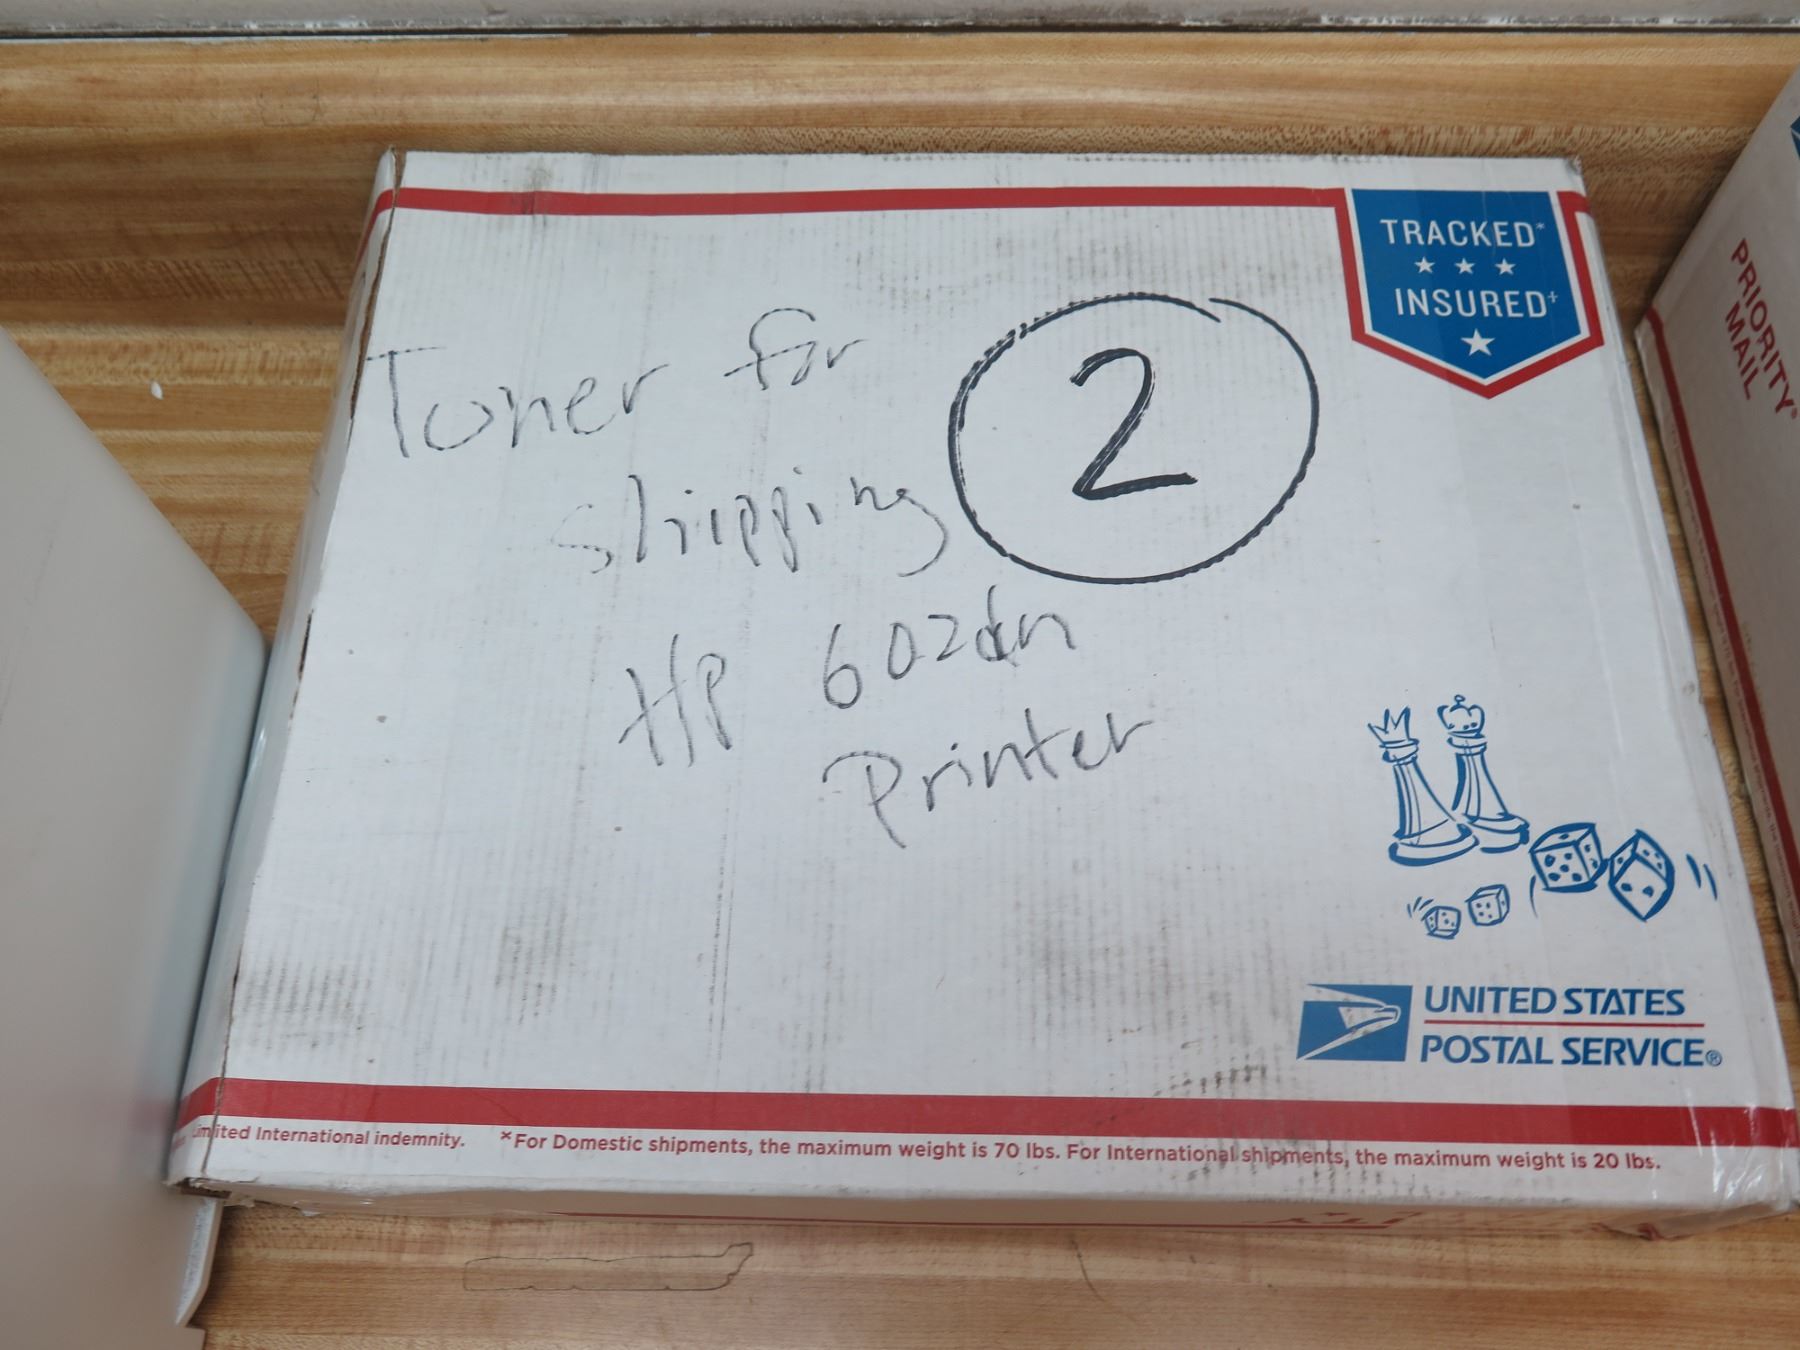 TRACKED*
INSURED+
Toner for
shipping
2
HP 602dn
Printer
UNITED STATES
POSTAL SERVICE®
Limited International indemnity. *For Domestic shipments, the maximum weight is 70 lbs. For International shipments, the maximum weight is 20 lbs.
PRIORITY®
MAIL